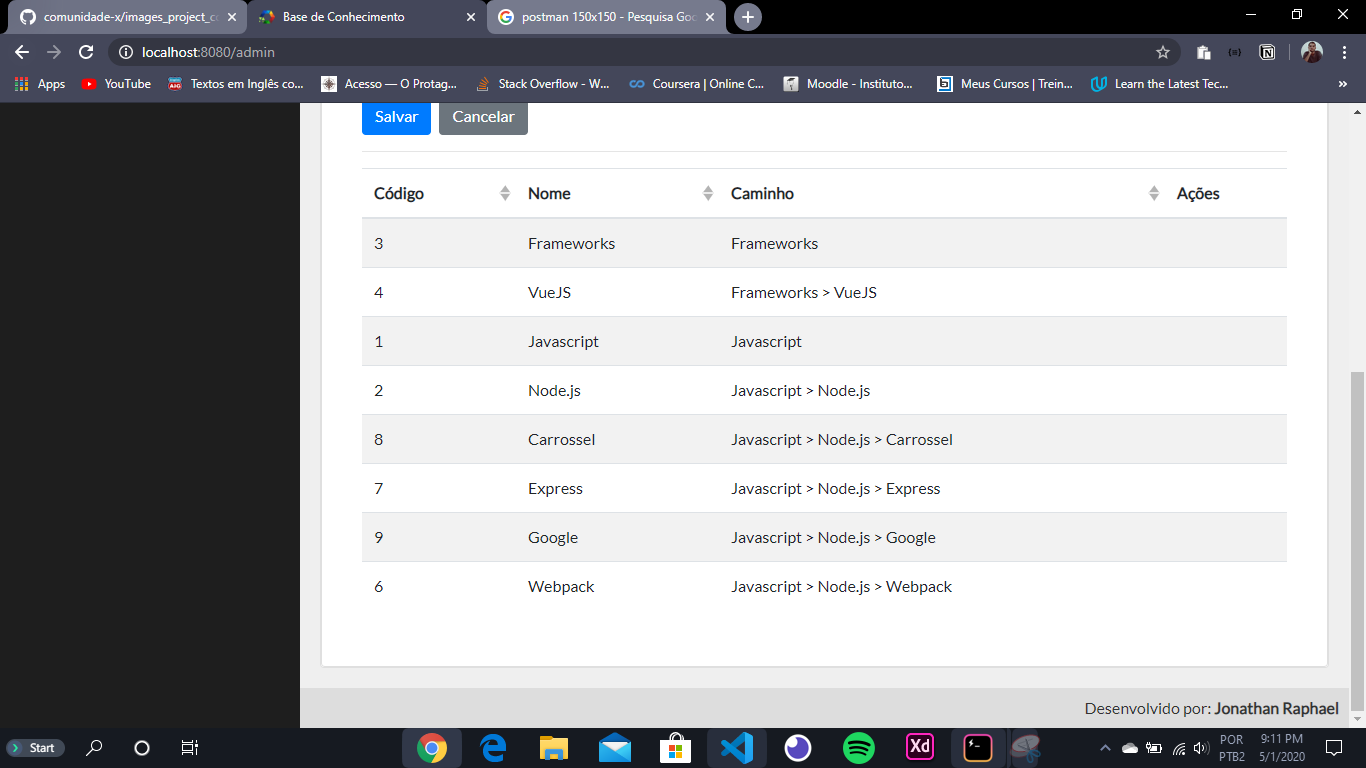 comunidade-x/images_project_co
Base de Conhecimento
postman 150x150 - Pesquisa Goo
localhost:8080/admin
Apps
YouTube
Textos em Inglês co...
Acesso — O Protag...
Stack Overflow - W...
Coursera | Online C...
Moodle - Instituto...
Meus Cursos | Trein...
Learn the Latest Tec...
»
Salvar Cancelar
Código Nome Caminho Ações
3 Frameworks Frameworks
4 VueJS Frameworks > VueJS
1 Javascript Javascript
2 Node.js Javascript > Node.js
8 Carrossel Javascript > Node.js > Carrossel
7 Express Javascript > Node.js > Express
9 Google Javascript > Node.js > Google
6 Webpack Javascript > Node.js > Webpack
Desenvolvido por: Jonathan Raphael
Start
Xd
POR
PTB2
9:11 PM
5/1/2020